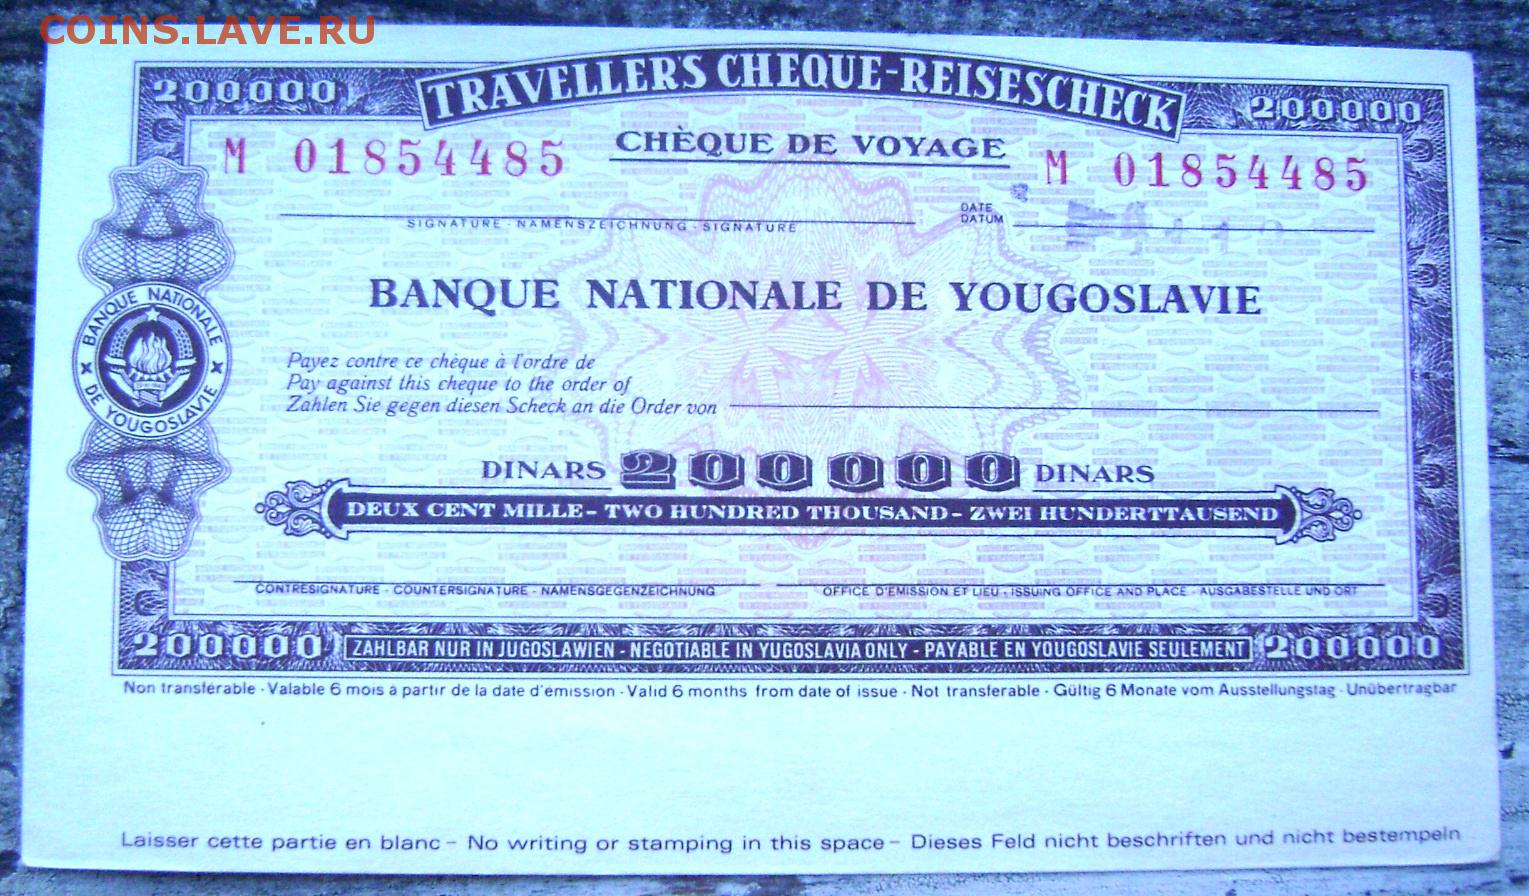 COINS.LAVE.RU
TRAVELLERS CHEQUE-REISESCHECK
200000
200000
CHÈQUE DE VOYAGE
M 01854485
M 01854485
DATE
DATUM
SIGNATURE - NAMENSZEICHNUNG - SIGNATURE
BANQUE NATIONALE DE YOUGOSLAVIE
BANQUE NATIONALE DE YOUGOSLAVIE
Payez contre ce chèque à l'ordre de
Pay against this cheque to the order of
Zahlen Sie gegen diesen Scheck an die Order von
DINARS 200000 DINARS
DEUX CENT MILLE - TWO HUNDRED THOUSAND - ZWEI HUNDERTTAUSEND
CONTRESIGNATURE - COUNTERSIGNATURE - NAMENSGEGENZEICHNUNG
OFFICE D'EMISSION ET LIEU - ISSUING OFFICE AND PLACE - AUSGABESTELLE UND ORT
200000 ZAHLBAR NUR IN JUGOSLAWIEN - NEGOTIABLE IN YUGOSLAVIA ONLY - PAYABLE EN YOUGOSLAVIE SEULEMENT 200000
Non transférable - Valable 6 mois à partir de la date d'émission - Valid 6 months from date of issue - Not transferable - Gültig 6 Monate vom Ausstellungstag - Unübertragbar
Laisser cette partie en blanc - No writing or stamping in this space - Dieses Feld nicht beschriften und nicht bestempeln